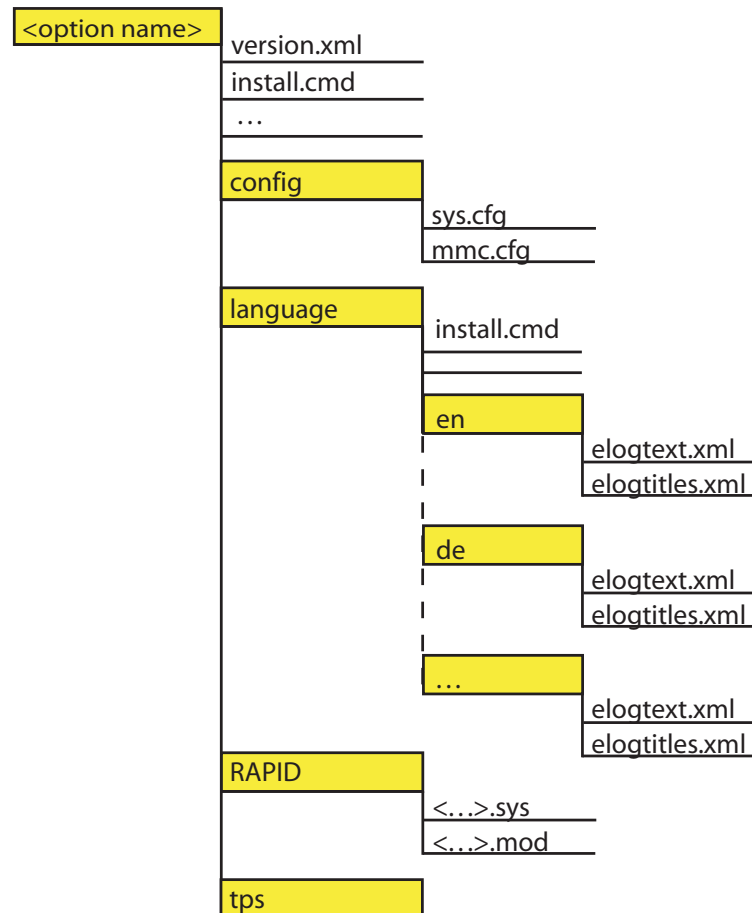 <option name>
version.xml
install.cmd
...
config
sys.cfg
mmc.cfg
language
install.cmd
en
elogtext.xml
elogtitles.xml
de
elogtext.xml
elogtitles.xml
...
elogtext.xml
elogtitles.xml
RAPID
<...>.sys
<...>.mod
tps